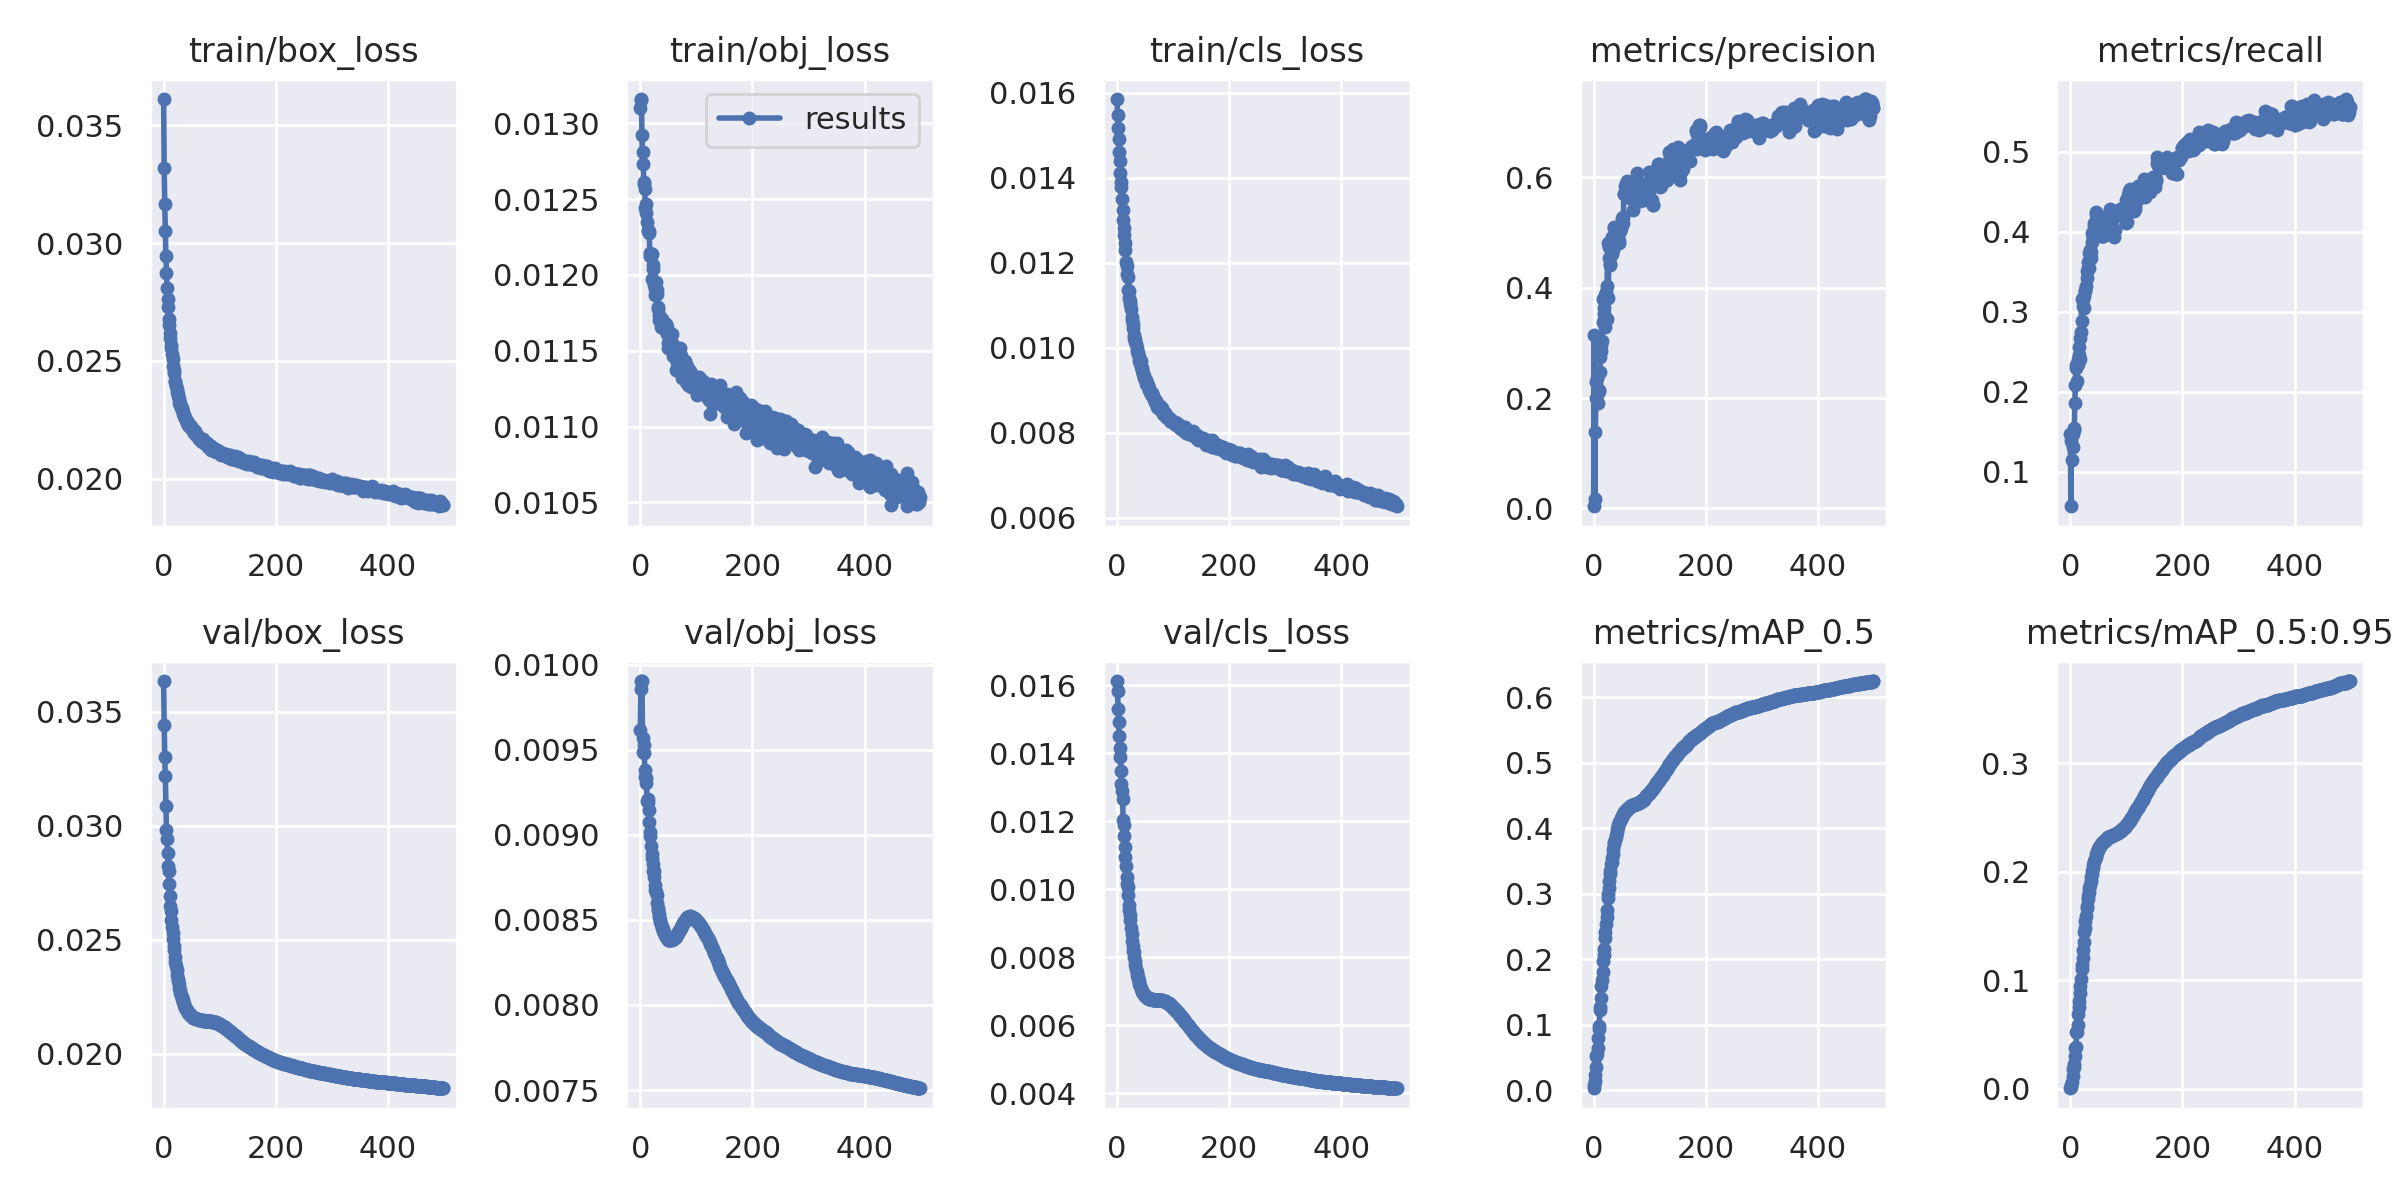 train/box_loss
0.035
0.030
0.025
0.020
0 200 400
train/obj_loss
results
0.0130
0.0125
0.0120
0.0115
0.0110
0.0105
0 200 400
train/cls_loss
0.016
0.014
0.012
0.010
0.008
0.006
0 200 400
metrics/precision
0.6
0.4
0.2
0.0
0 200 400
metrics/recall
0.5
0.4
0.3
0.2
0.1
0 200 400
val/box_loss
0.035
0.030
0.025
0.020
0 200 400
val/obj_loss
0.0100
0.0095
0.0090
0.0085
0.0080
0.0075
0 200 400
val/cls_loss
0.016
0.014
0.012
0.010
0.008
0.006
0.004
0 200 400
metrics/mAP_0.5
0.6
0.5
0.4
0.3
0.2
0.1
0.0
0 200 400
metrics/mAP_0.5:0.95
0.3
0.2
0.1
0.0
0 200 400